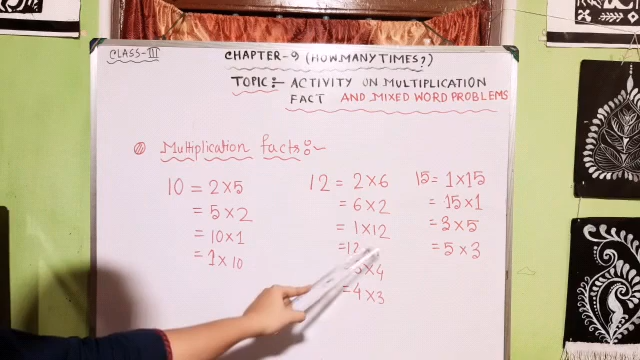 CLASS-III
CHAPTER-9 (HOW MANY TIMES?)
TOPIC:- ACTIVITY ON MULTIPLICATION
FACT AND MIXED WORD PROBLEMS
Multiplication facts:~
10 = 2×5
= 5×2
= 10×1
= 1×10
12 = 2×6
= 6×2
= 1×12
=12
×4
= 4×3
15= 1×15
= 15×1
= 3×5
= 5×3